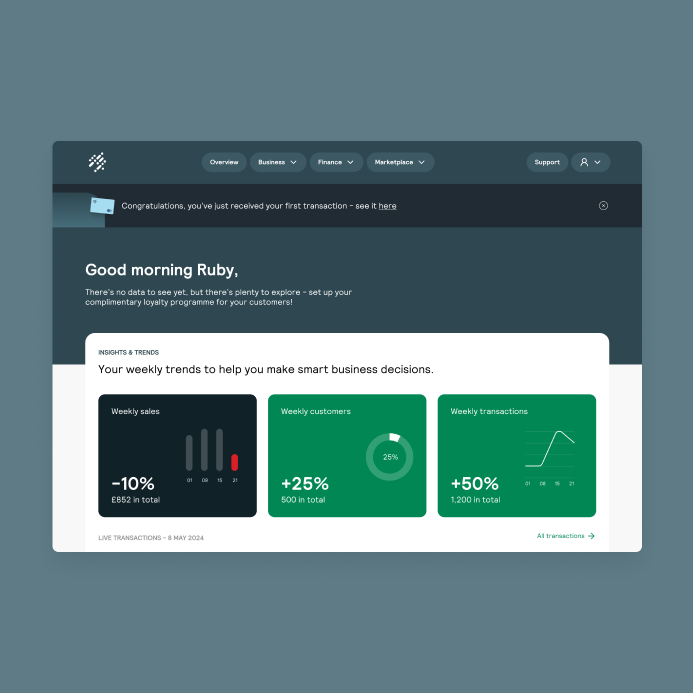 Overview
Business
Finance
Marketplace
Support
Congratulations, you've just received your first transaction - see it here
Good morning Ruby,
There's no data to see yet, but there's plenty to explore - set up your
complimentary loyalty programme for your customers!
INSIGHTS & TRENDS
Your weekly trends to help you make smart business decisions.
Weekly sales
-10%
£852 in total
01 08 15 21
Weekly customers
25%
+25%
500 in total
Weekly transactions
+50%
1,200 in total
01 08 15 21
LIVE TRANSACTIONS - 8 MAY 2024
All transactions